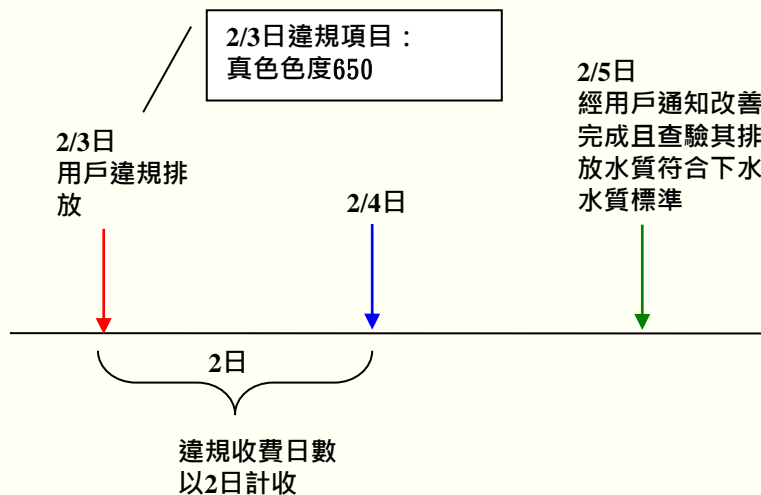 2/3日違規項目：
真色色度650
2/3日
用戶違規排
放
2/4日
2/5日
經用戶通知改善
完成且查驗其排
放水質符合下水
水質標準
2日
違規收費日數
以2日計收